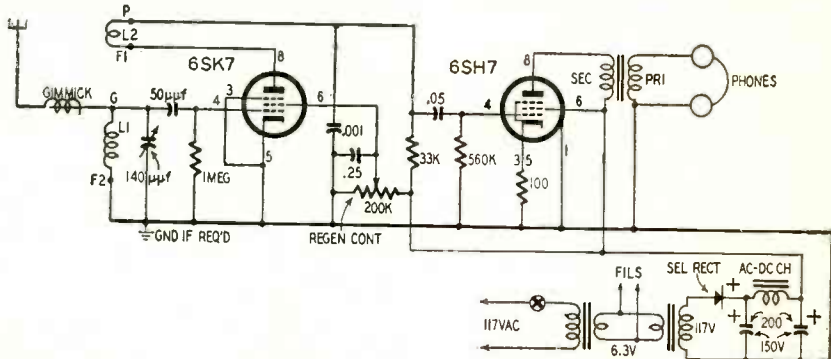 P
L2
F1
8
6SK7
GIMMICK
G
50µµf
3
4
6
5
L1
F2
140
µµf
1MEG
GND IF REQ'D
.001
.25
200K
REGEN CONT
33K
.05
6SH7
8
4
6
3
5
1
560K
100
SEC
PRI
PHONES
117VAC
FILS
6.3V
117V
SEL RECT
AC-DC CH
+
+
+
200
150V